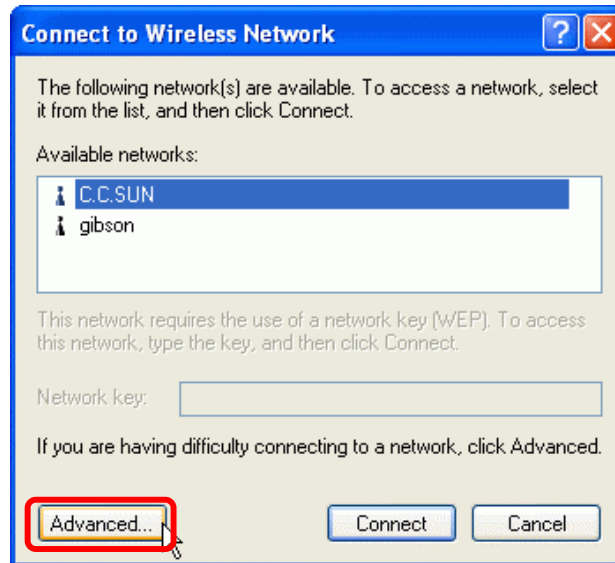 Connect to Wireless Network
The following network(s) are available. To access a network, select
it from the list, and then click Connect.
Available networks:
C.C.SUN
gibson
This network requires the use of a network key (WEP). To access
this network, type the key, and then click Connect.
Network key:
If you are having difficulty connecting to a network, click Advanced.
Advanced... Connect Cancel